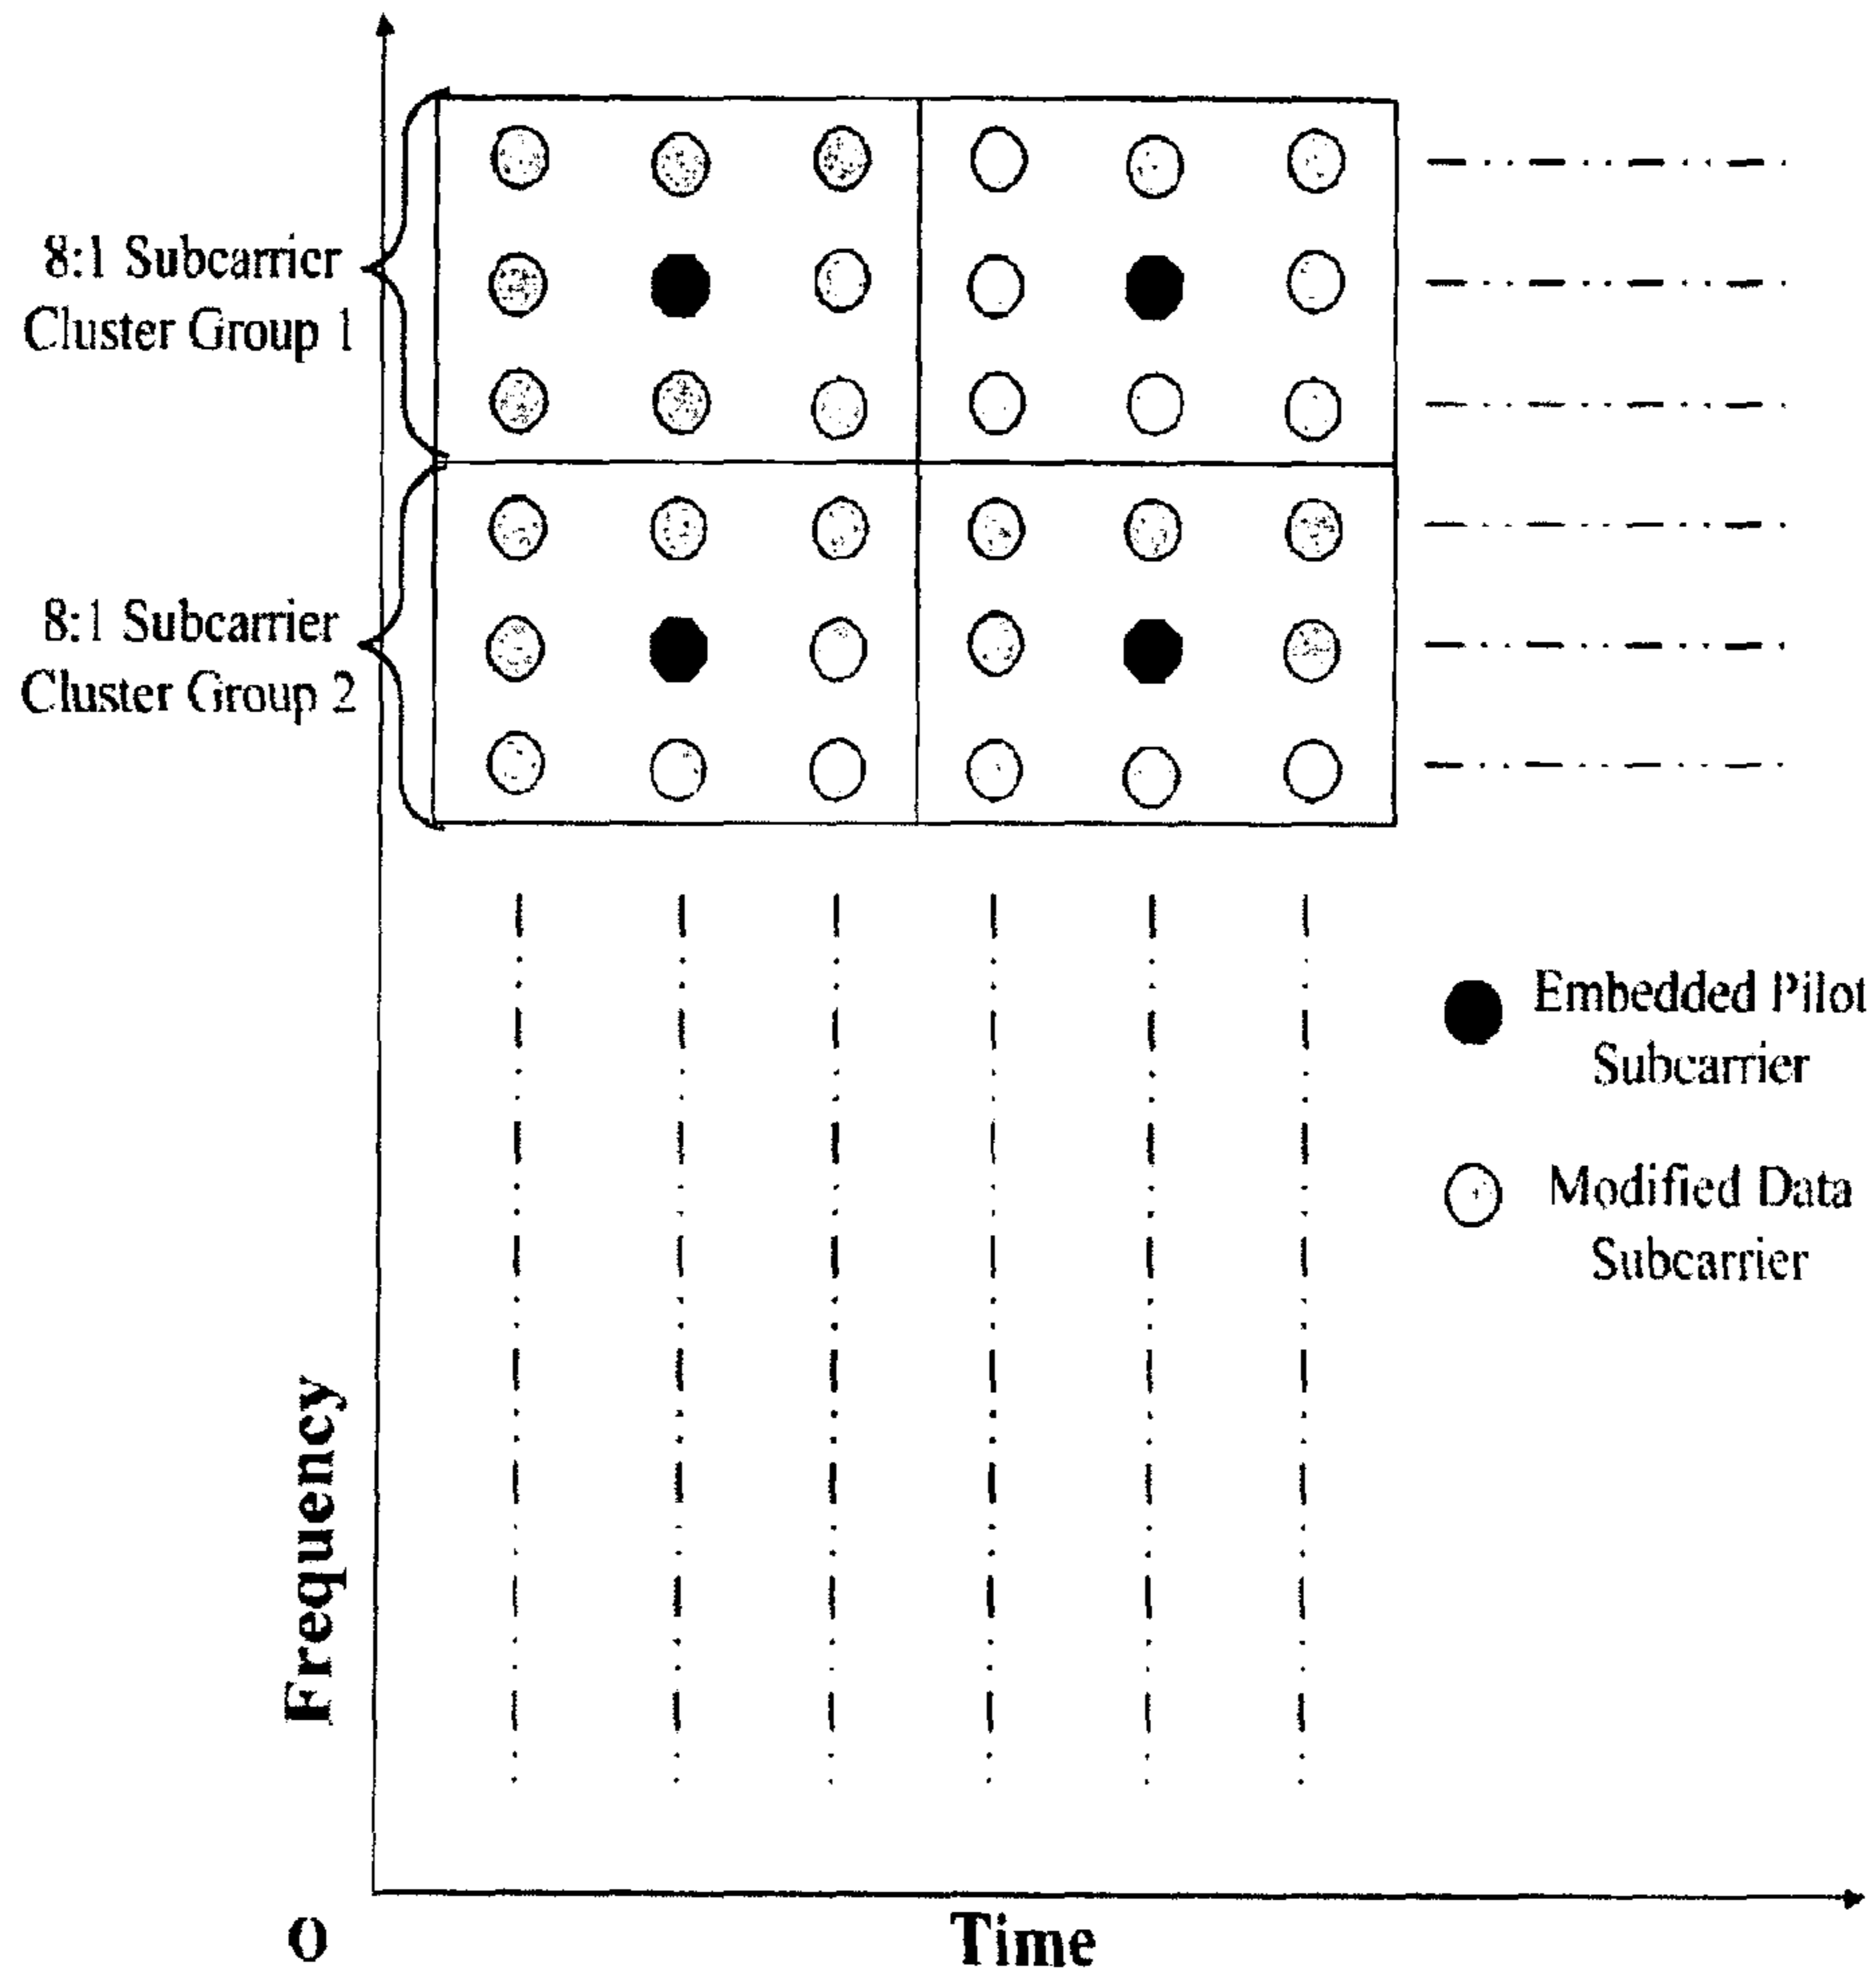 8:1 Subcarrier
Cluster Group 1
8:1 Subcarrier
Cluster Group 2
Embedded Pilot
Subcarrier
Modified Data
Subcarrier
Frequency
O
Time